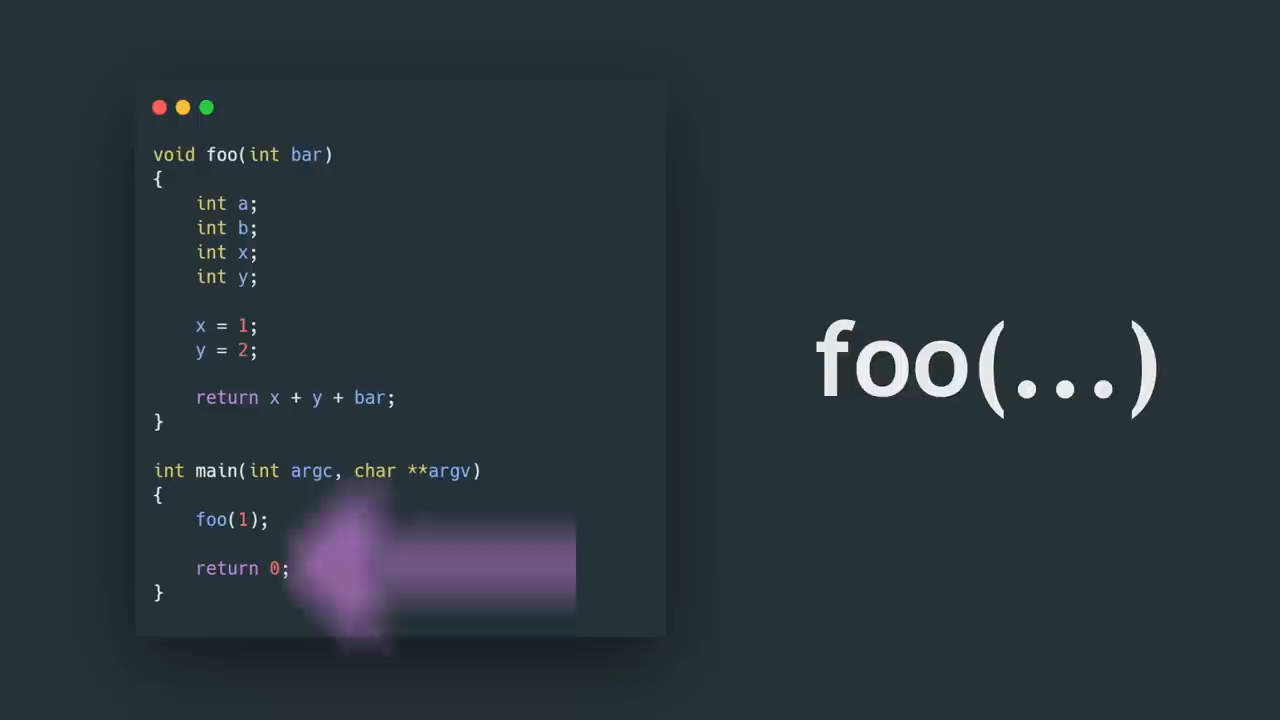 void foo(int bar)
{
    int a;
    int b;
    int x;
    int y;

    x = 1;
    y = 2;

    return x + y + bar;
}

int main(int argc, char **argv)
{
    foo(1);

    return 0;
}
foo(...)